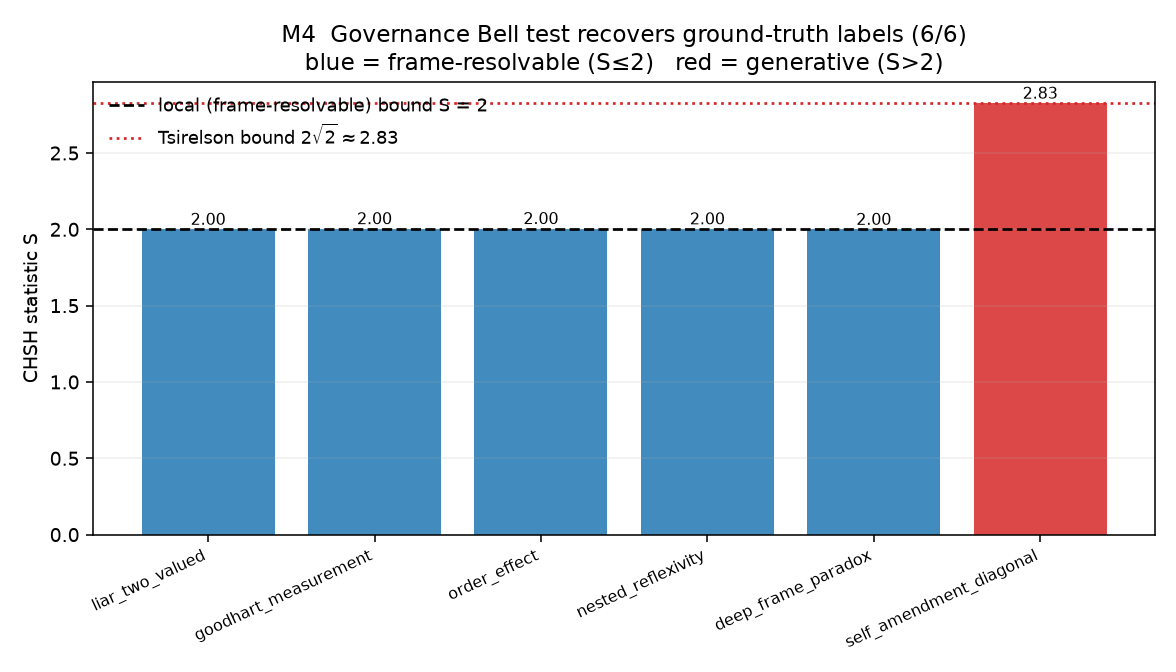 M4  Governance Bell test recovers ground-truth labels (6/6)
blue = frame-resolvable (S≤2)   red = generative (S>2)
local (frame-resolvable) bound S = 2
Tsirelson bound 2√2 ≈ 2.83
CHSH statistic S
2.5
2.0
1.5
1.0
0.5
0.0
2.00
2.00
2.00
2.00
2.00
2.83
liar_two_valued
goodhart_measurement
order_effect
nested_reflexivity
deep_frame_paradox
self_amendment_diagonal